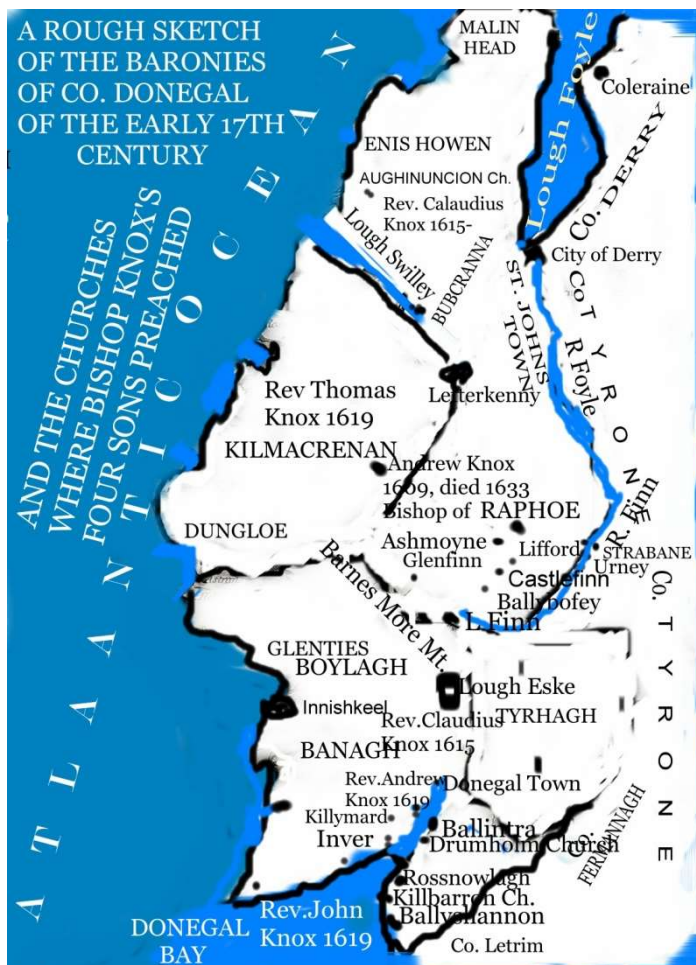 A ROUGH SKETCH
OF THE BARONIES
OF CO. DONEGAL
OF THE EARLY 17TH
CENTURY
AND THE CHURCHES
WHERE BISHOP KNOX'S
FOUR SONS PREACHED
ATLAANTIC OCEAN
MALIN
HEAD
Lough Foyle
Coleraine
Co. DERRY
ENIS HOWEN
AUGHINUNCION Ch.
Rev. Calaudius
Knox 1615-
Lough Swilley
BUBCRANNA
City of Derry
ST. JOHNS
TOWN
Co TYRONE
R Foyle
Letterkenny
Rev Thomas
Knox 1619
KILMACRENAN
Andrew Knox
1609, died 1633
Bishop of RAPHOE
DUNGLOE
Ashmoyne
Glenfinn
Lifford
R. Finn
STRABANE
Urney
Castlefinn
Ballybofey
L.Finn
Barnes More Mt.
Co. TYRONE
GLENTIES
BOYLAGH
Lough Eske
Innishkeel
TYRHAGH
Rev.Claudius
Knox 1615
BANAGH
Rev.Andrew
Knox 1619
Donegal Town
Killymard
Inver
Ballintra
Drumholm Church
Co.
FERMANNAGH
Rossnowlagh
Killbarron Ch.
Ballyshannon
Rev.John
Knox 1619
DONEGAL
BAY
Co. Letrim